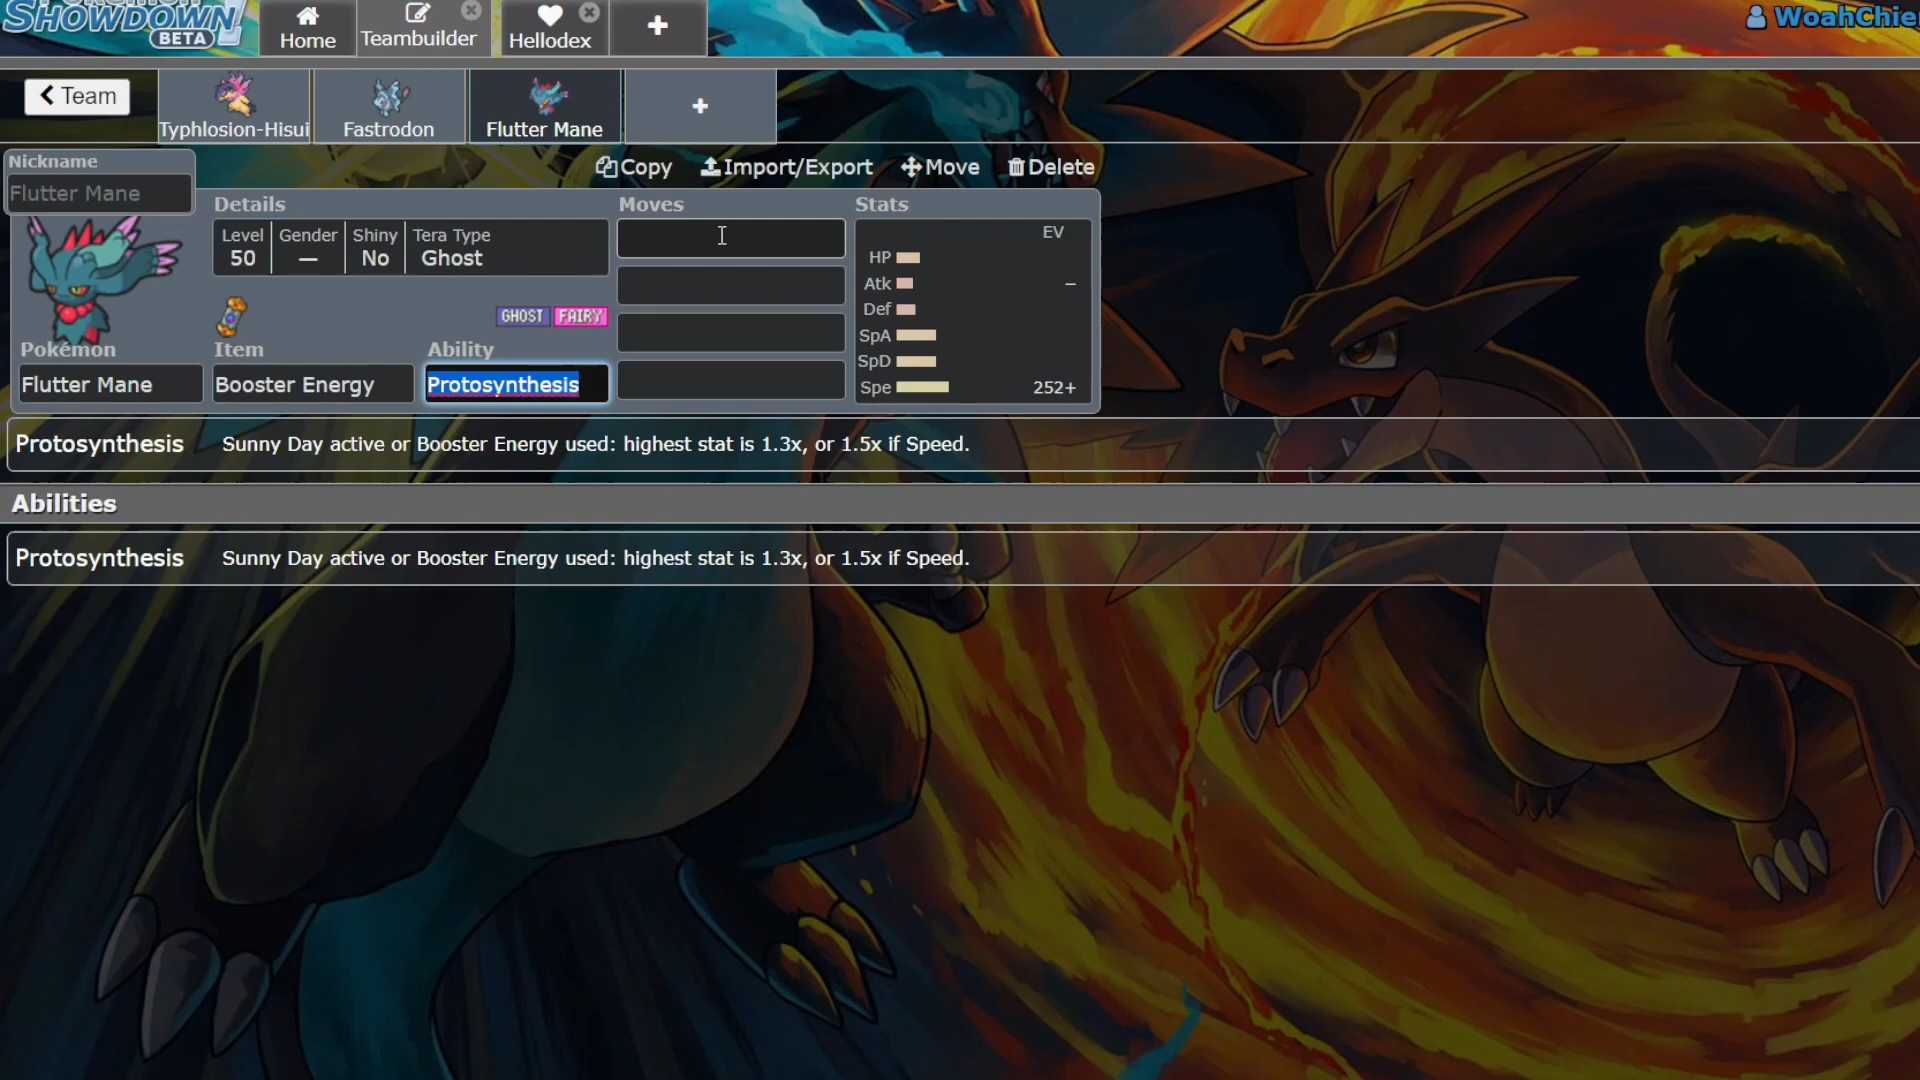 SHOWDOWN
BETA
Home
Teambuilder
Hellodex
Team
Typhlosion-Hisui
Fastrodon
Flutter Mane
Copy
Import/Export
Move
Delete
Nickname
Flutter Mane
Details
Level
50
Gender
—
Shiny
No
Tera Type
Ghost
GHOST
FAIRY
Pokémon
Flutter Mane
Item
Booster Energy
Ability
Protosynthesis
Moves
Stats
EV
HP
Atk –
Def
SpA
SpD
Spe 252+
Protosynthesis Sunny Day active or Booster Energy used: highest stat is 1.3x, or 1.5x if Speed.
Abilities
Protosynthesis Sunny Day active or Booster Energy used: highest stat is 1.3x, or 1.5x if Speed.